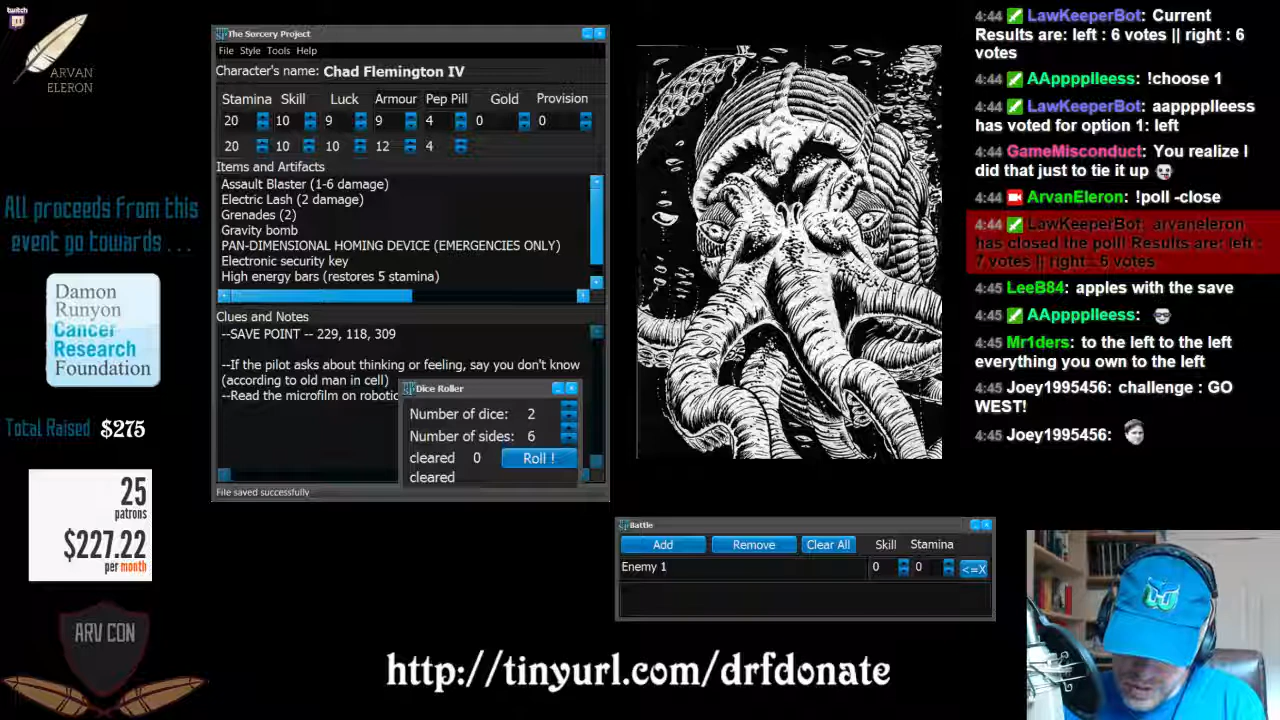 twitch
ARVAN
ELERON
All proceeds from this
event go towards . . .
Damon
Runyon
Cancer
Research
Foundation
Total Raised $275
25
patrons
$227.22
per month
ARV CON
The Sorcery Project
File Style Tools Help
Character's name: Chad Flemington IV
Stamina Skill Luck Armour Pep Pill Gold Provision
20 10 9 9 4 0 0
20 10 10 12 4
Items and Artifacts
Assault Blaster (1-6 damage)
Electric Lash (2 damage)
Grenades (2)
Gravity bomb
PAN-DIMENSIONAL HOMING DEVICE (EMERGENCIES ONLY)
Electronic security key
High energy bars (restores 5 stamina)
Clues and Notes
--SAVE POINT -- 229, 118, 309
--If the pilot asks about thinking or feeling, say you don't know
(according to old man in cell)
--Read the microfilm on robotic
File saved successfully
Dice Roller
Number of dice: 2
Number of sides: 6
cleared 0 Roll !
cleared
Battle
Add Remove Clear All Skill Stamina
Enemy 1 0 0 <=X
http://tinyurl.com/drfdonate
4:44 LawKeeperBot: Current
Results are: left : 6 votes || right : 6
votes
4:44 AAppppplleess: !choose 1
4:44 LawKeeperBot: aappppplleess
has voted for option 1: left
4:44 GameMisconduct: You realize I
did that just to tie it up
4:44 ArvanEleron: !poll -close
4:44 LawKeeperBot: arvaneleron
has closed the poll! Results are: left :
7 votes || right : 6 votes
4:45 LeeB84: apples with the save
4:45 AAppppplleess:
4:45 Mr1ders: to the left to the left
everything you own to the left
4:45 Joey1995456: challenge : GO
WEST!
4:45 Joey1995456: